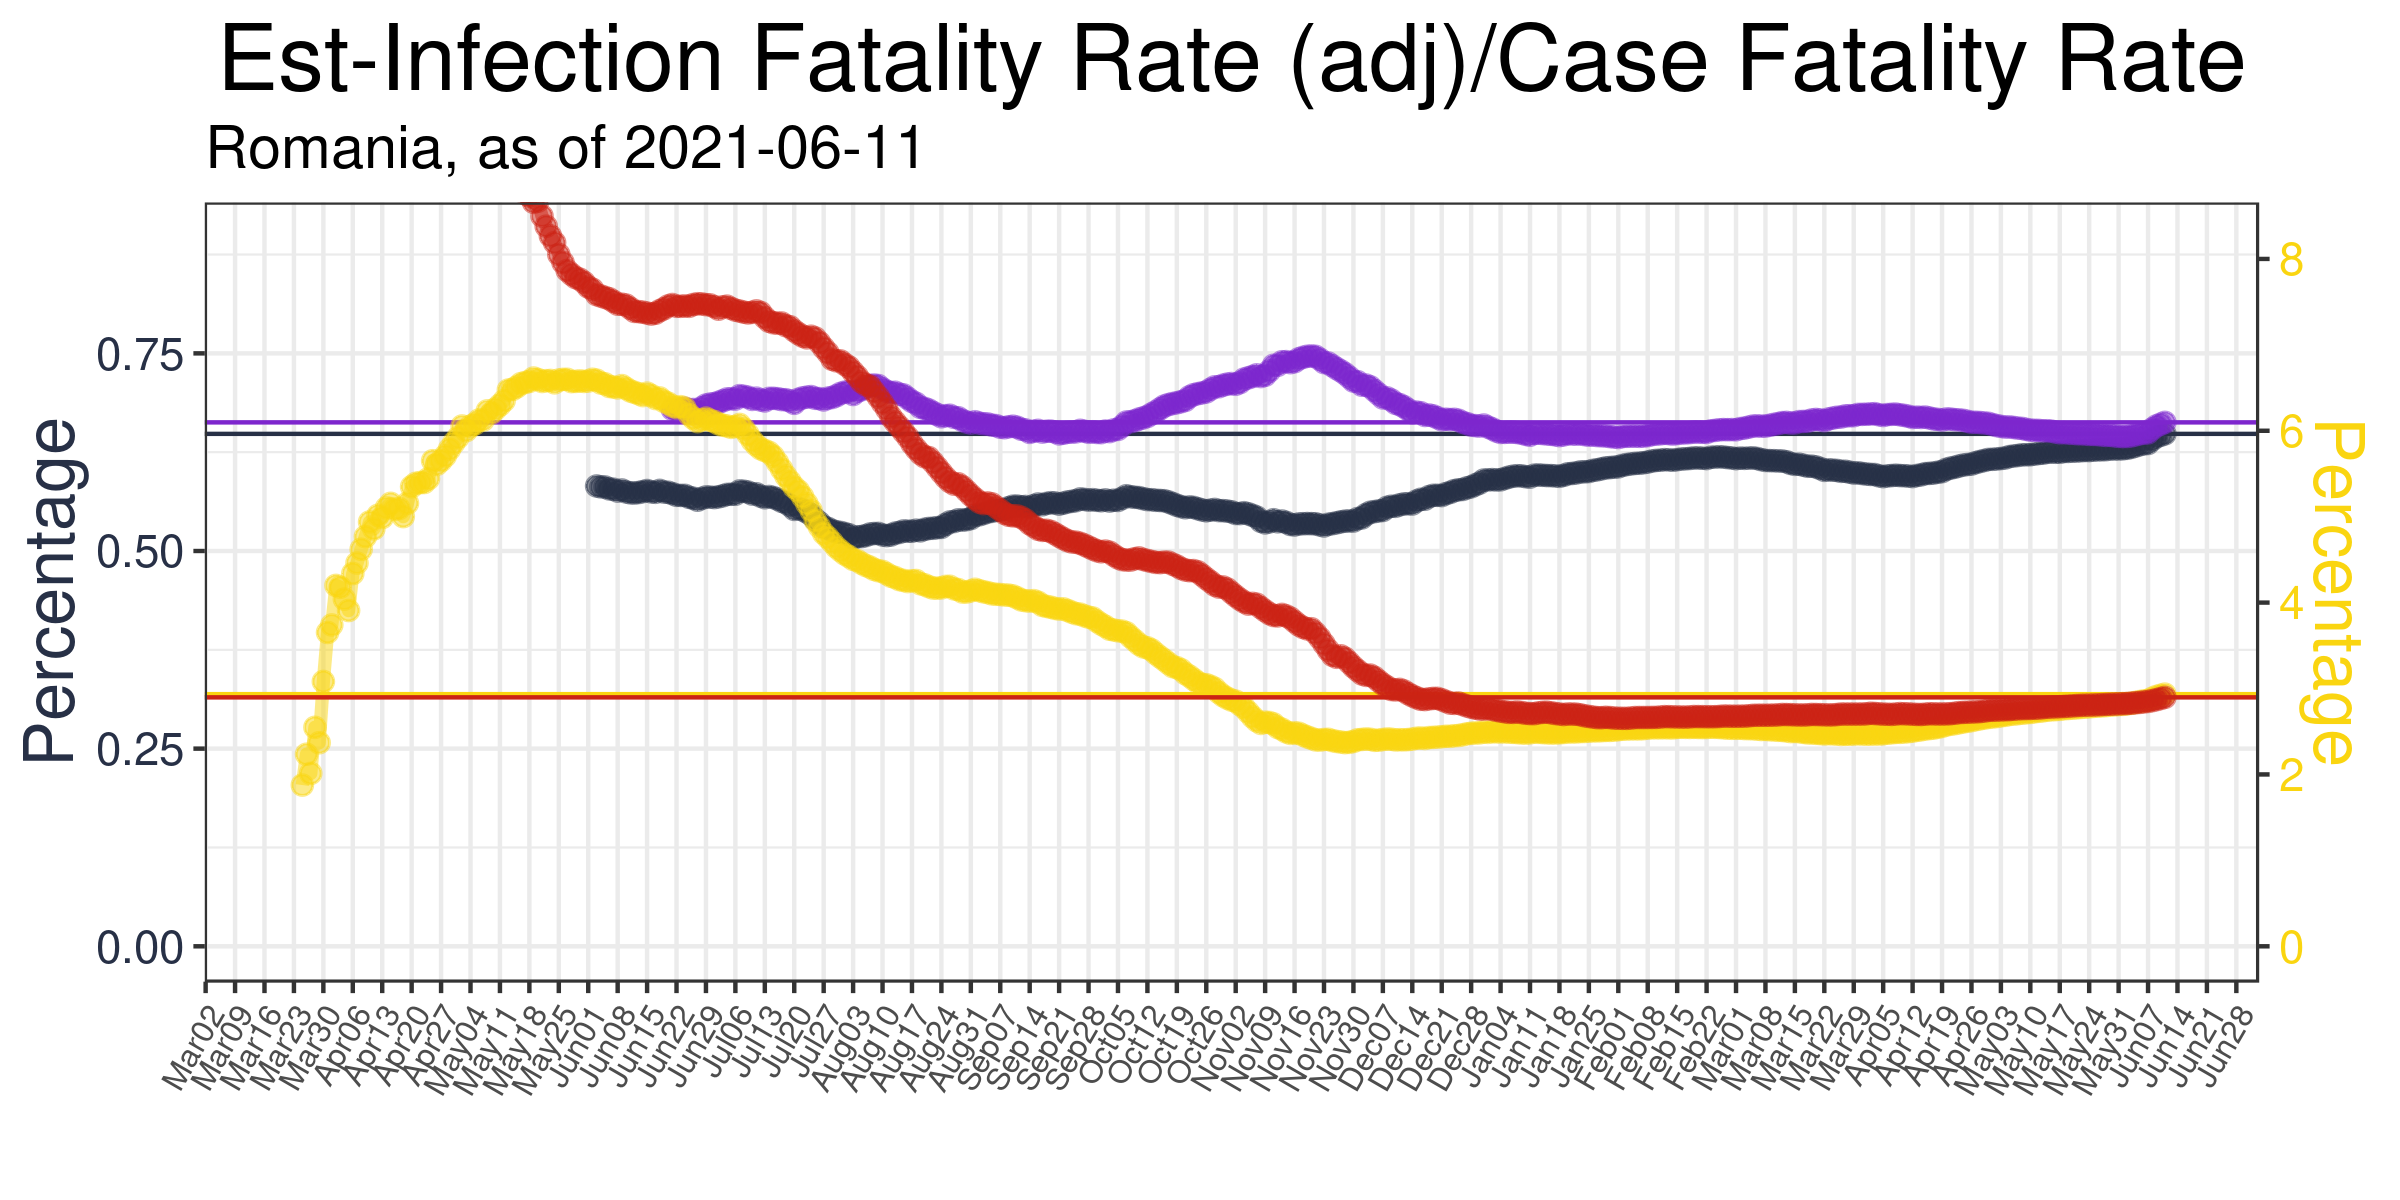 Est-Infection Fatality Rate (adj)/Case Fatality Rate
Romania, as of 2021-06-11
Percentage
0.75
0.50
0.25
0.00
8
6
4
2
0
Percentage
Mar02
Mar09
Mar16
Mar23
Mar30
Apr06
Apr13
Apr20
Apr27
May04
May11
May18
May25
Jun01
Jun08
Jun15
Jun22
Jun29
Jul06
Jul13
Jul20
Jul27
Aug03
Aug10
Aug17
Aug24
Aug31
Sep07
Sep14
Sep21
Sep28
Oct05
Oct12
Oct19
Oct26
Nov02
Nov09
Nov16
Nov23
Nov30
Dec07
Dec14
Dec21
Dec28
Jan04
Jan11
Jan18
Jan25
Feb01
Feb08
Feb15
Feb22
Mar01
Mar08
Mar15
Mar22
Mar29
Apr05
Apr12
Apr19
Apr26
May03
May10
May17
May24
May31
Jun07
Jun14
Jun21
Jun28